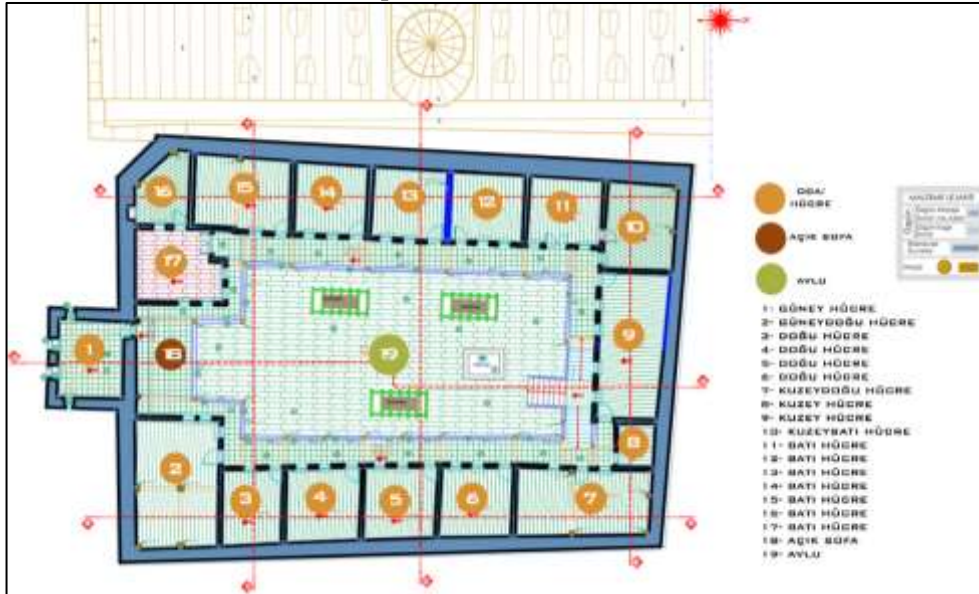 16
15
14
13
12
11
10
17
1
18
19
9
2
8
3
4
5
6
7
ODA/
HÜCRE
AÇIK SOFA
AVLU
1- GÜNEY HÜCRE
2- GÜNEYDOĞU HÜCRE
3- DOĞU HÜCRE
4- DOĞU HÜCRE
5- DOĞU HÜCRE
6- DOĞU HÜCRE
7- KUZEYDOĞU HÜCRE
8- KUZEY HÜCRE
9- KUZEY HÜCRE
10- KUZEYBATI HÜCRE
11- BATI HÜCRE
12- BATI HÜCRE
13- BATI HÜCRE
14- BATI HÜCRE
15- BATI HÜCRE
16- BATI HÜCRE
17- BATI HÜCRE
18- AÇIK SOFA
19- AVLU